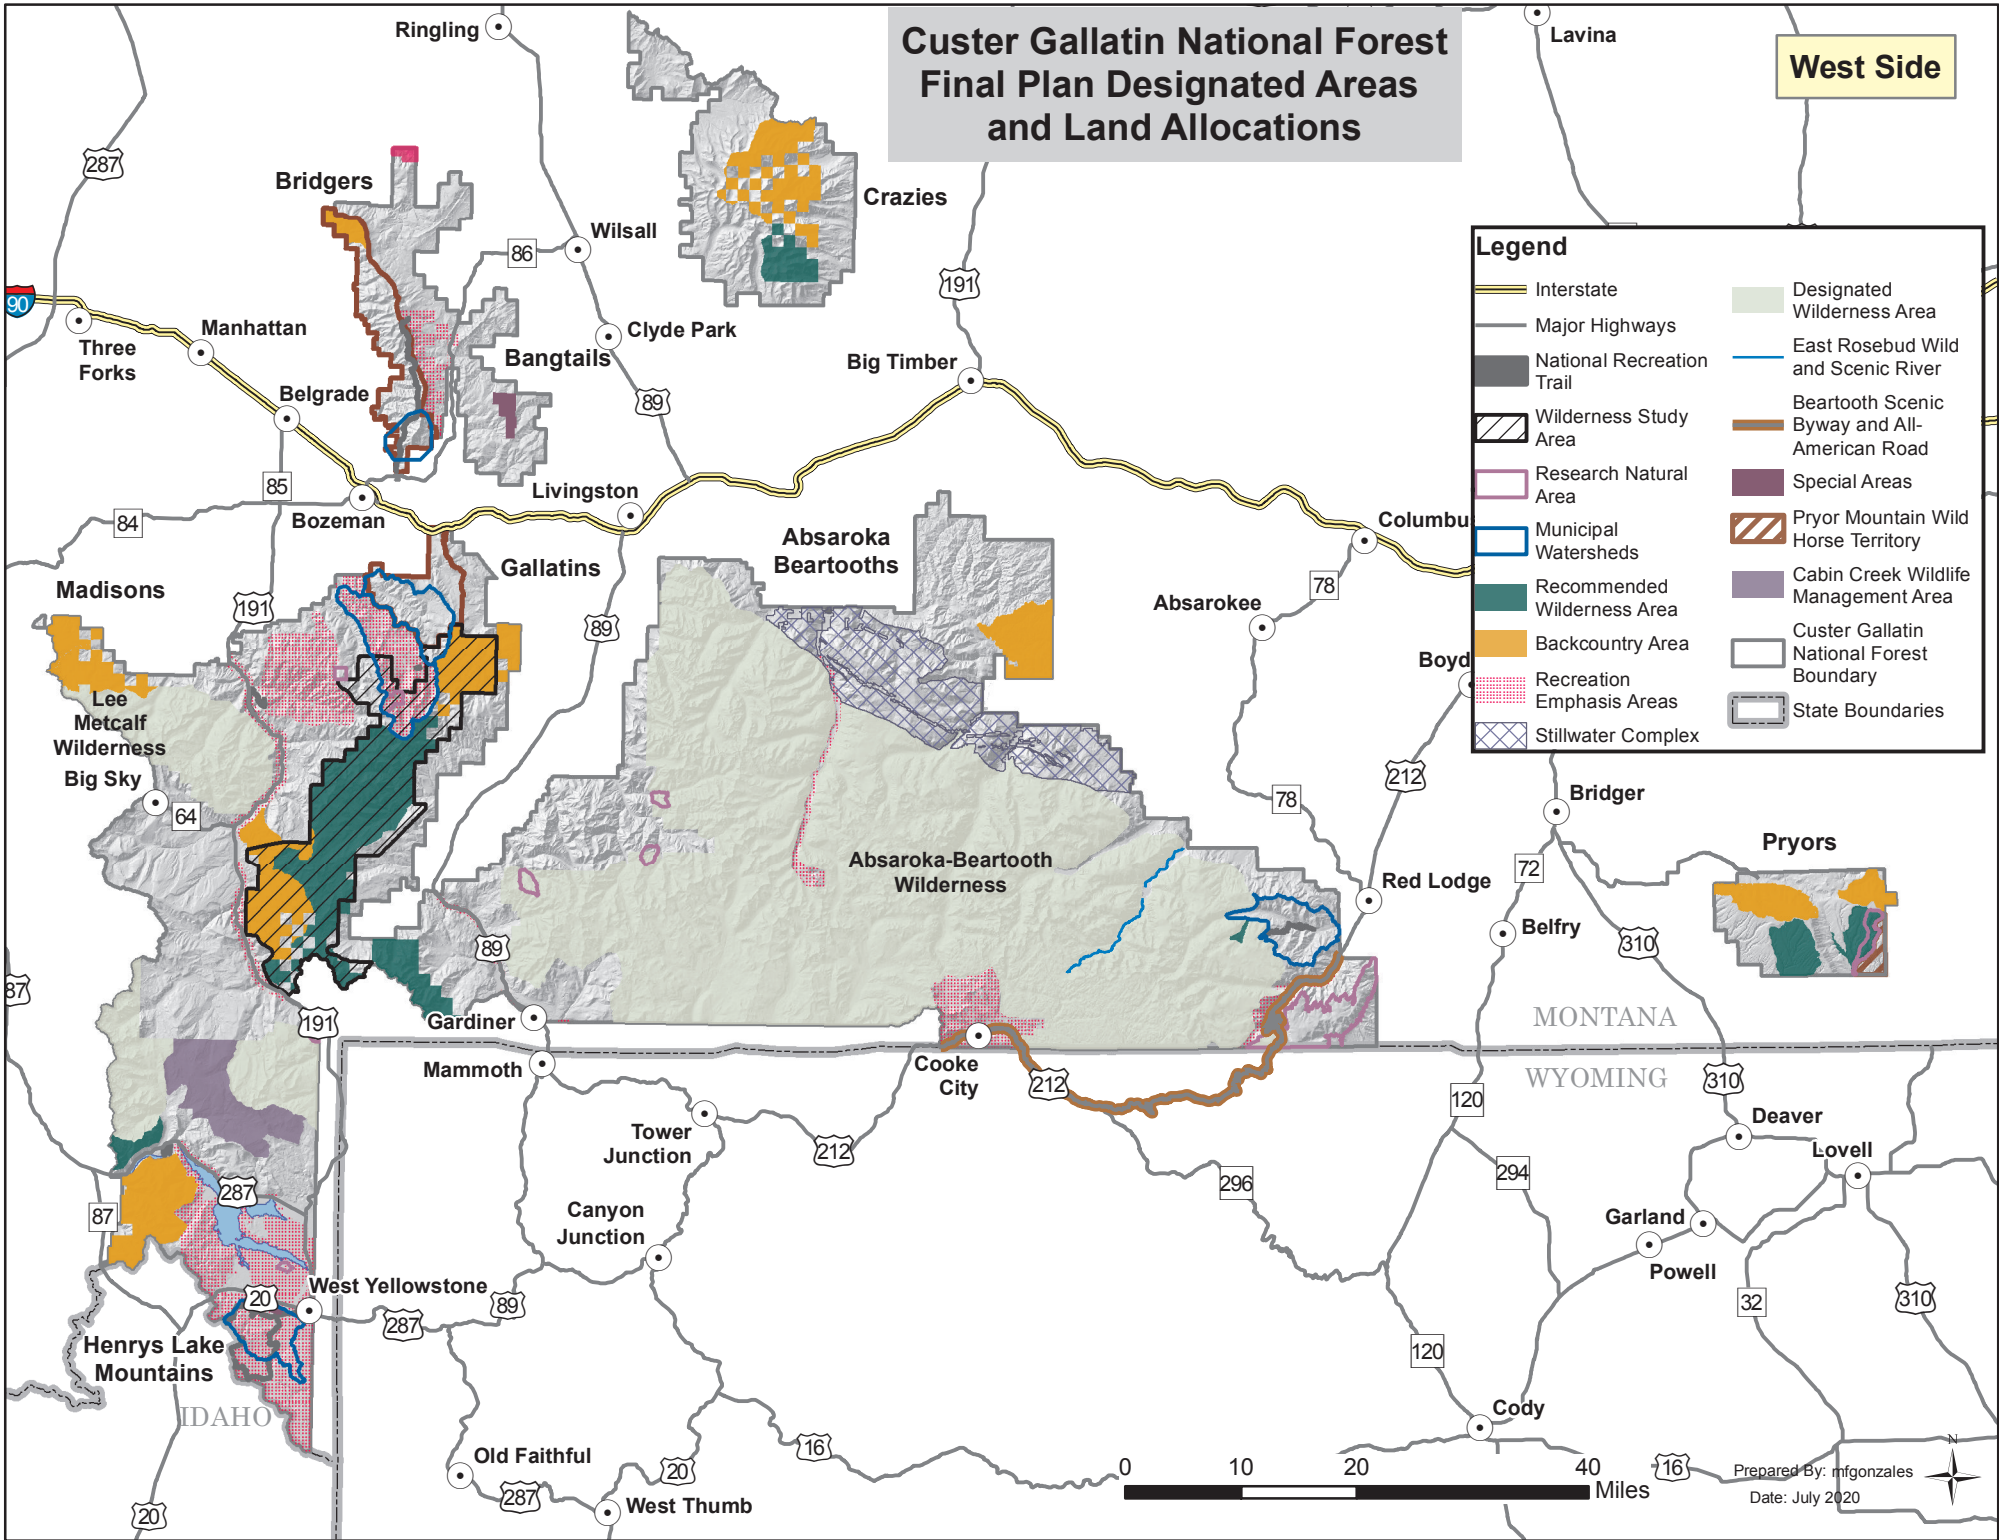 Custer Gallatin National Forest
Final Plan Designated Areas
and Land Allocations
West Side
Ringling
Lavina
287
Bridgers
Crazies
Wilsall
86
191
90
Three
Forks
Manhattan
Clyde Park
Bangtails
Big Timber
Belgrade
89
85
Livingston
84
Bozeman
Columbu
Absaroka
Beartooths
Gallatins
Madisons
191
89
78
Absarokee
Boyd
Lee
Metcalf
Wilderness
Big Sky
64
212
78
Bridger
Absaroka-Beartooth
Wilderness
Pryors
72
Red Lodge
Belfry
310
89
87
191
Gardiner
MONTANA
Mammoth
Cooke
City
212
WYOMING
310
120
Deaver
Tower
Junction
212
Lovell
296
294
287
87
Canyon
Junction
Garland
Powell
West Yellowstone
20
89
287
32
310
Henrys Lake
Mountains
120
IDAHO
Cody
Old Faithful
16
20
287
West Thumb
20
16
Legend
Interstate
Major Highways
National Recreation
Trail
Wilderness Study
Area
Research Natural
Area
Municipal
Watersheds
Recommended
Wilderness Area
Backcountry Area
Recreation
Emphasis Areas
Stillwater Complex
Designated
Wilderness Area
East Rosebud Wild
and Scenic River
Beartooth Scenic
Byway and All-
American Road
Special Areas
Pryor Mountain Wild
Horse Territory
Cabin Creek Wildlife
Management Area
Custer Gallatin
National Forest
Boundary
State Boundaries
0 10 20 40
Miles
N
Prepared By: mfgonzales
Date: July 2020